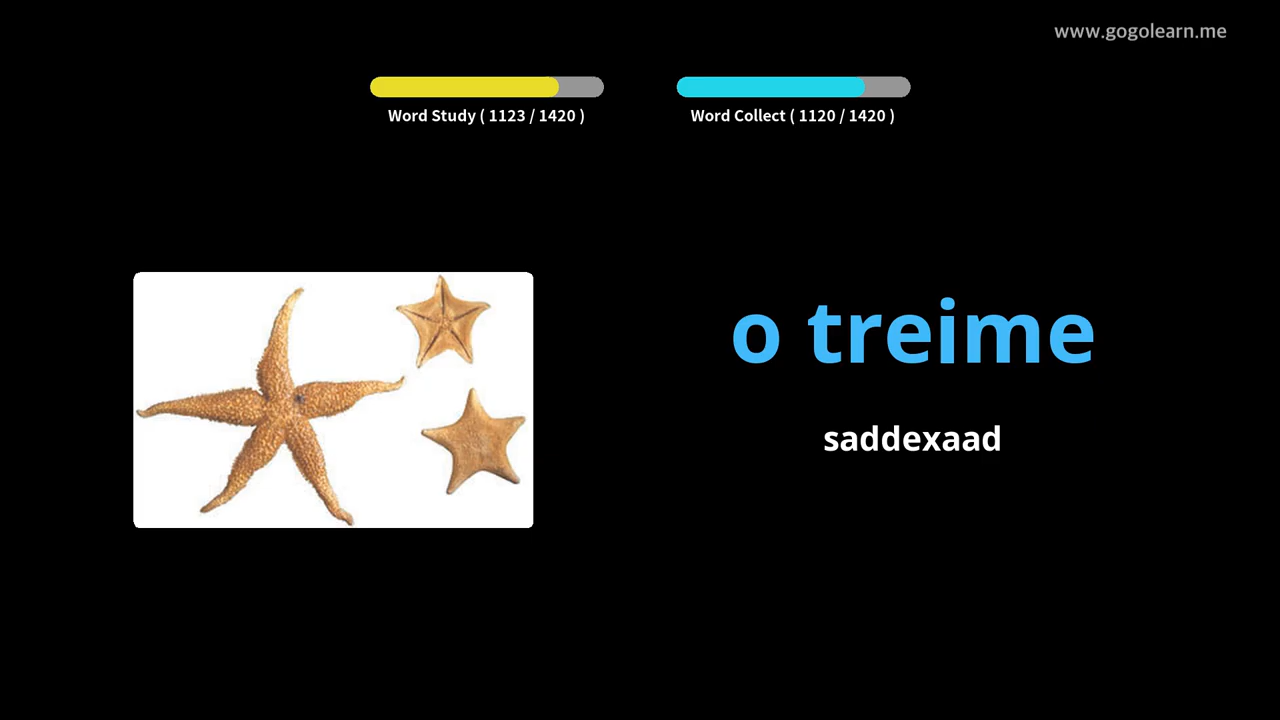 www.gogolearn.me
Word Study ( 1123 / 1420 )
Word Collect ( 1120 / 1420 )
o treime
saddexaad